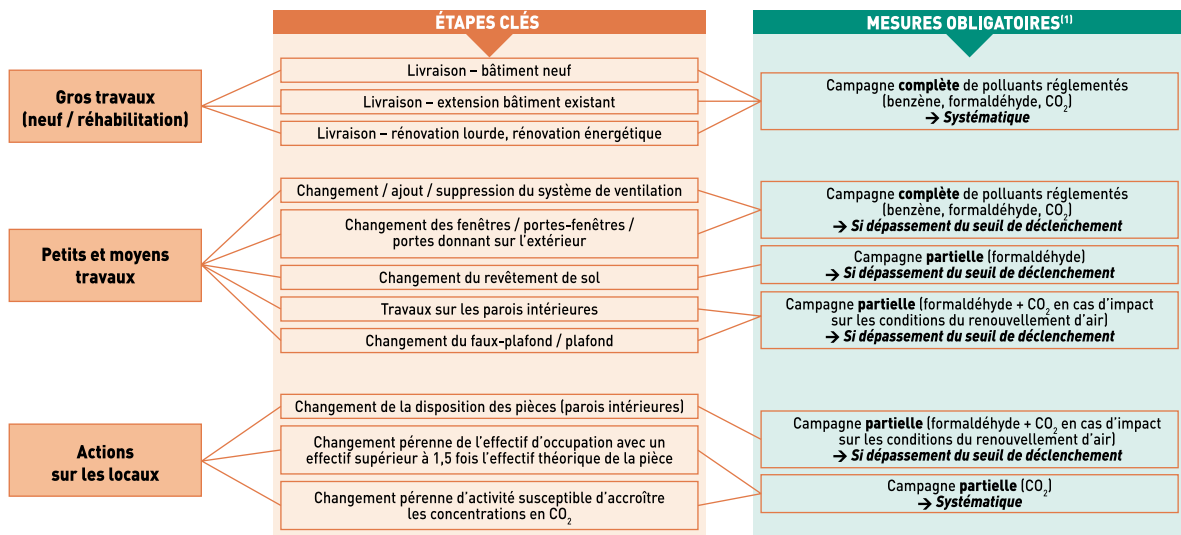 ÉTAPES CLÉS
MESURES OBLIGATOIRES(1)
Gros travaux
(neuf / réhabilitation)
Livraison – bâtiment neuf
Livraison – extension bâtiment existant
Livraison – rénovation lourde, rénovation énergétique
Campagne complète de polluants réglementés
(benzène, formaldéhyde, CO2)
→ Systématique
Petits et moyens
travaux
Changement / ajout / suppression du système de ventilation
Changement des fenêtres / portes-fenêtres /
portes donnant sur l'extérieur
Changement du revêtement de sol
Travaux sur les parois intérieures
Changement du faux-plafond / plafond
Campagne complète de polluants réglementés
(benzène, formaldéhyde, CO2)
→ Si dépassement du seuil de déclenchement
Campagne partielle (formaldéhyde)
→ Si dépassement du seuil de déclenchement
Campagne partielle (formaldéhyde + CO2 en cas d'impact
sur les conditions du renouvellement d'air)
→ Si dépassement du seuil de déclenchement
Actions
sur les locaux
Changement de la disposition des pièces (parois intérieures)
Changement pérenne de l'effectif d'occupation avec un
effectif supérieur à 1,5 fois l'effectif théorique de la pièce
Changement pérenne d'activité susceptible d'accroître
les concentrations en CO2
Campagne partielle (formaldéhyde + CO2 en cas d'impact
sur les conditions du renouvellement d'air)
→ Si dépassement du seuil de déclenchement
Campagne partielle (CO2)
→ Systématique